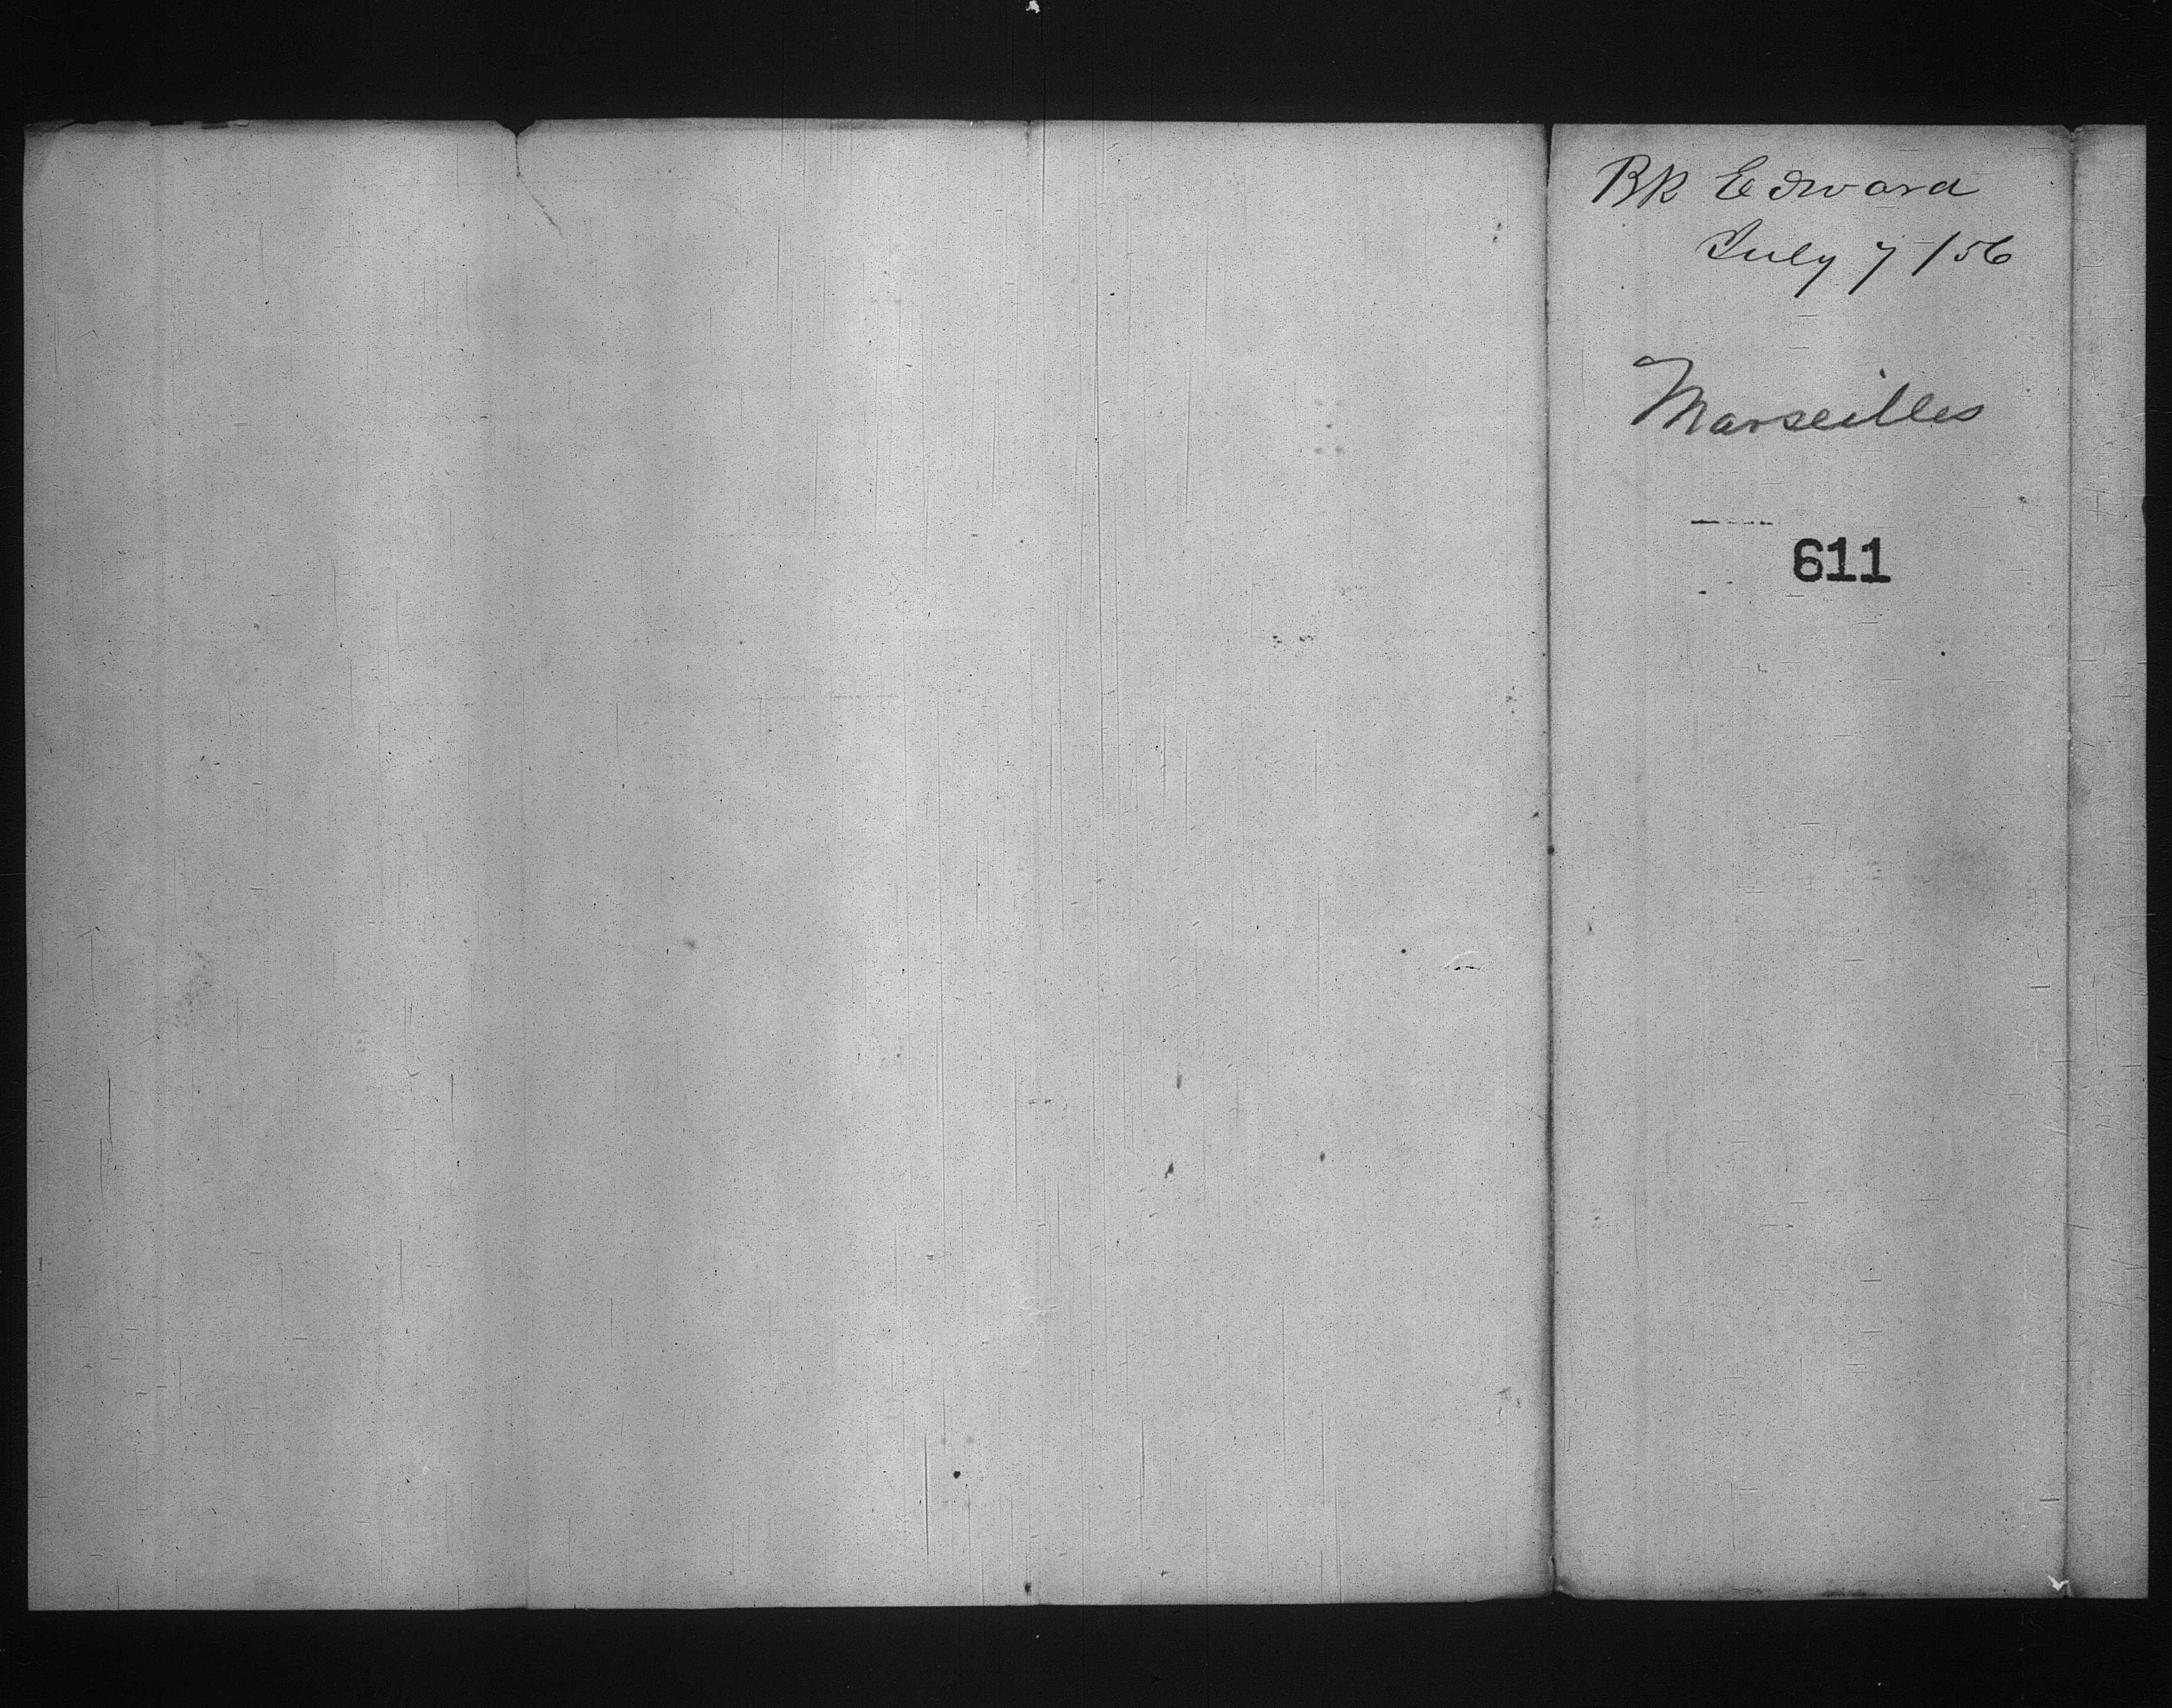 Bk Edward
July 7/56
Marseilles
611